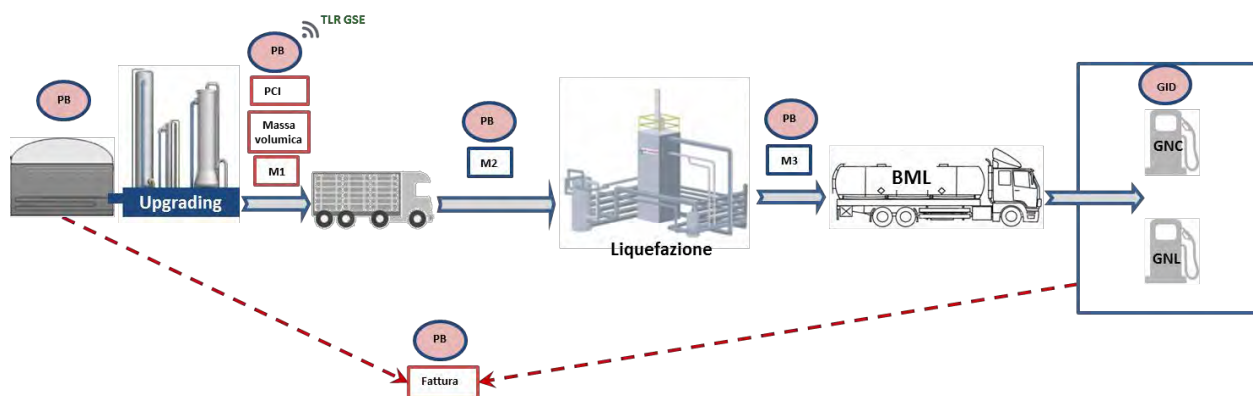 TLR GSE
PB
PB
PCI
Massa
volumica
M1
Upgrading
PB
M2
Liquefazione
PB
M3
BML
GID
GNC
GNL
PB
Fattura